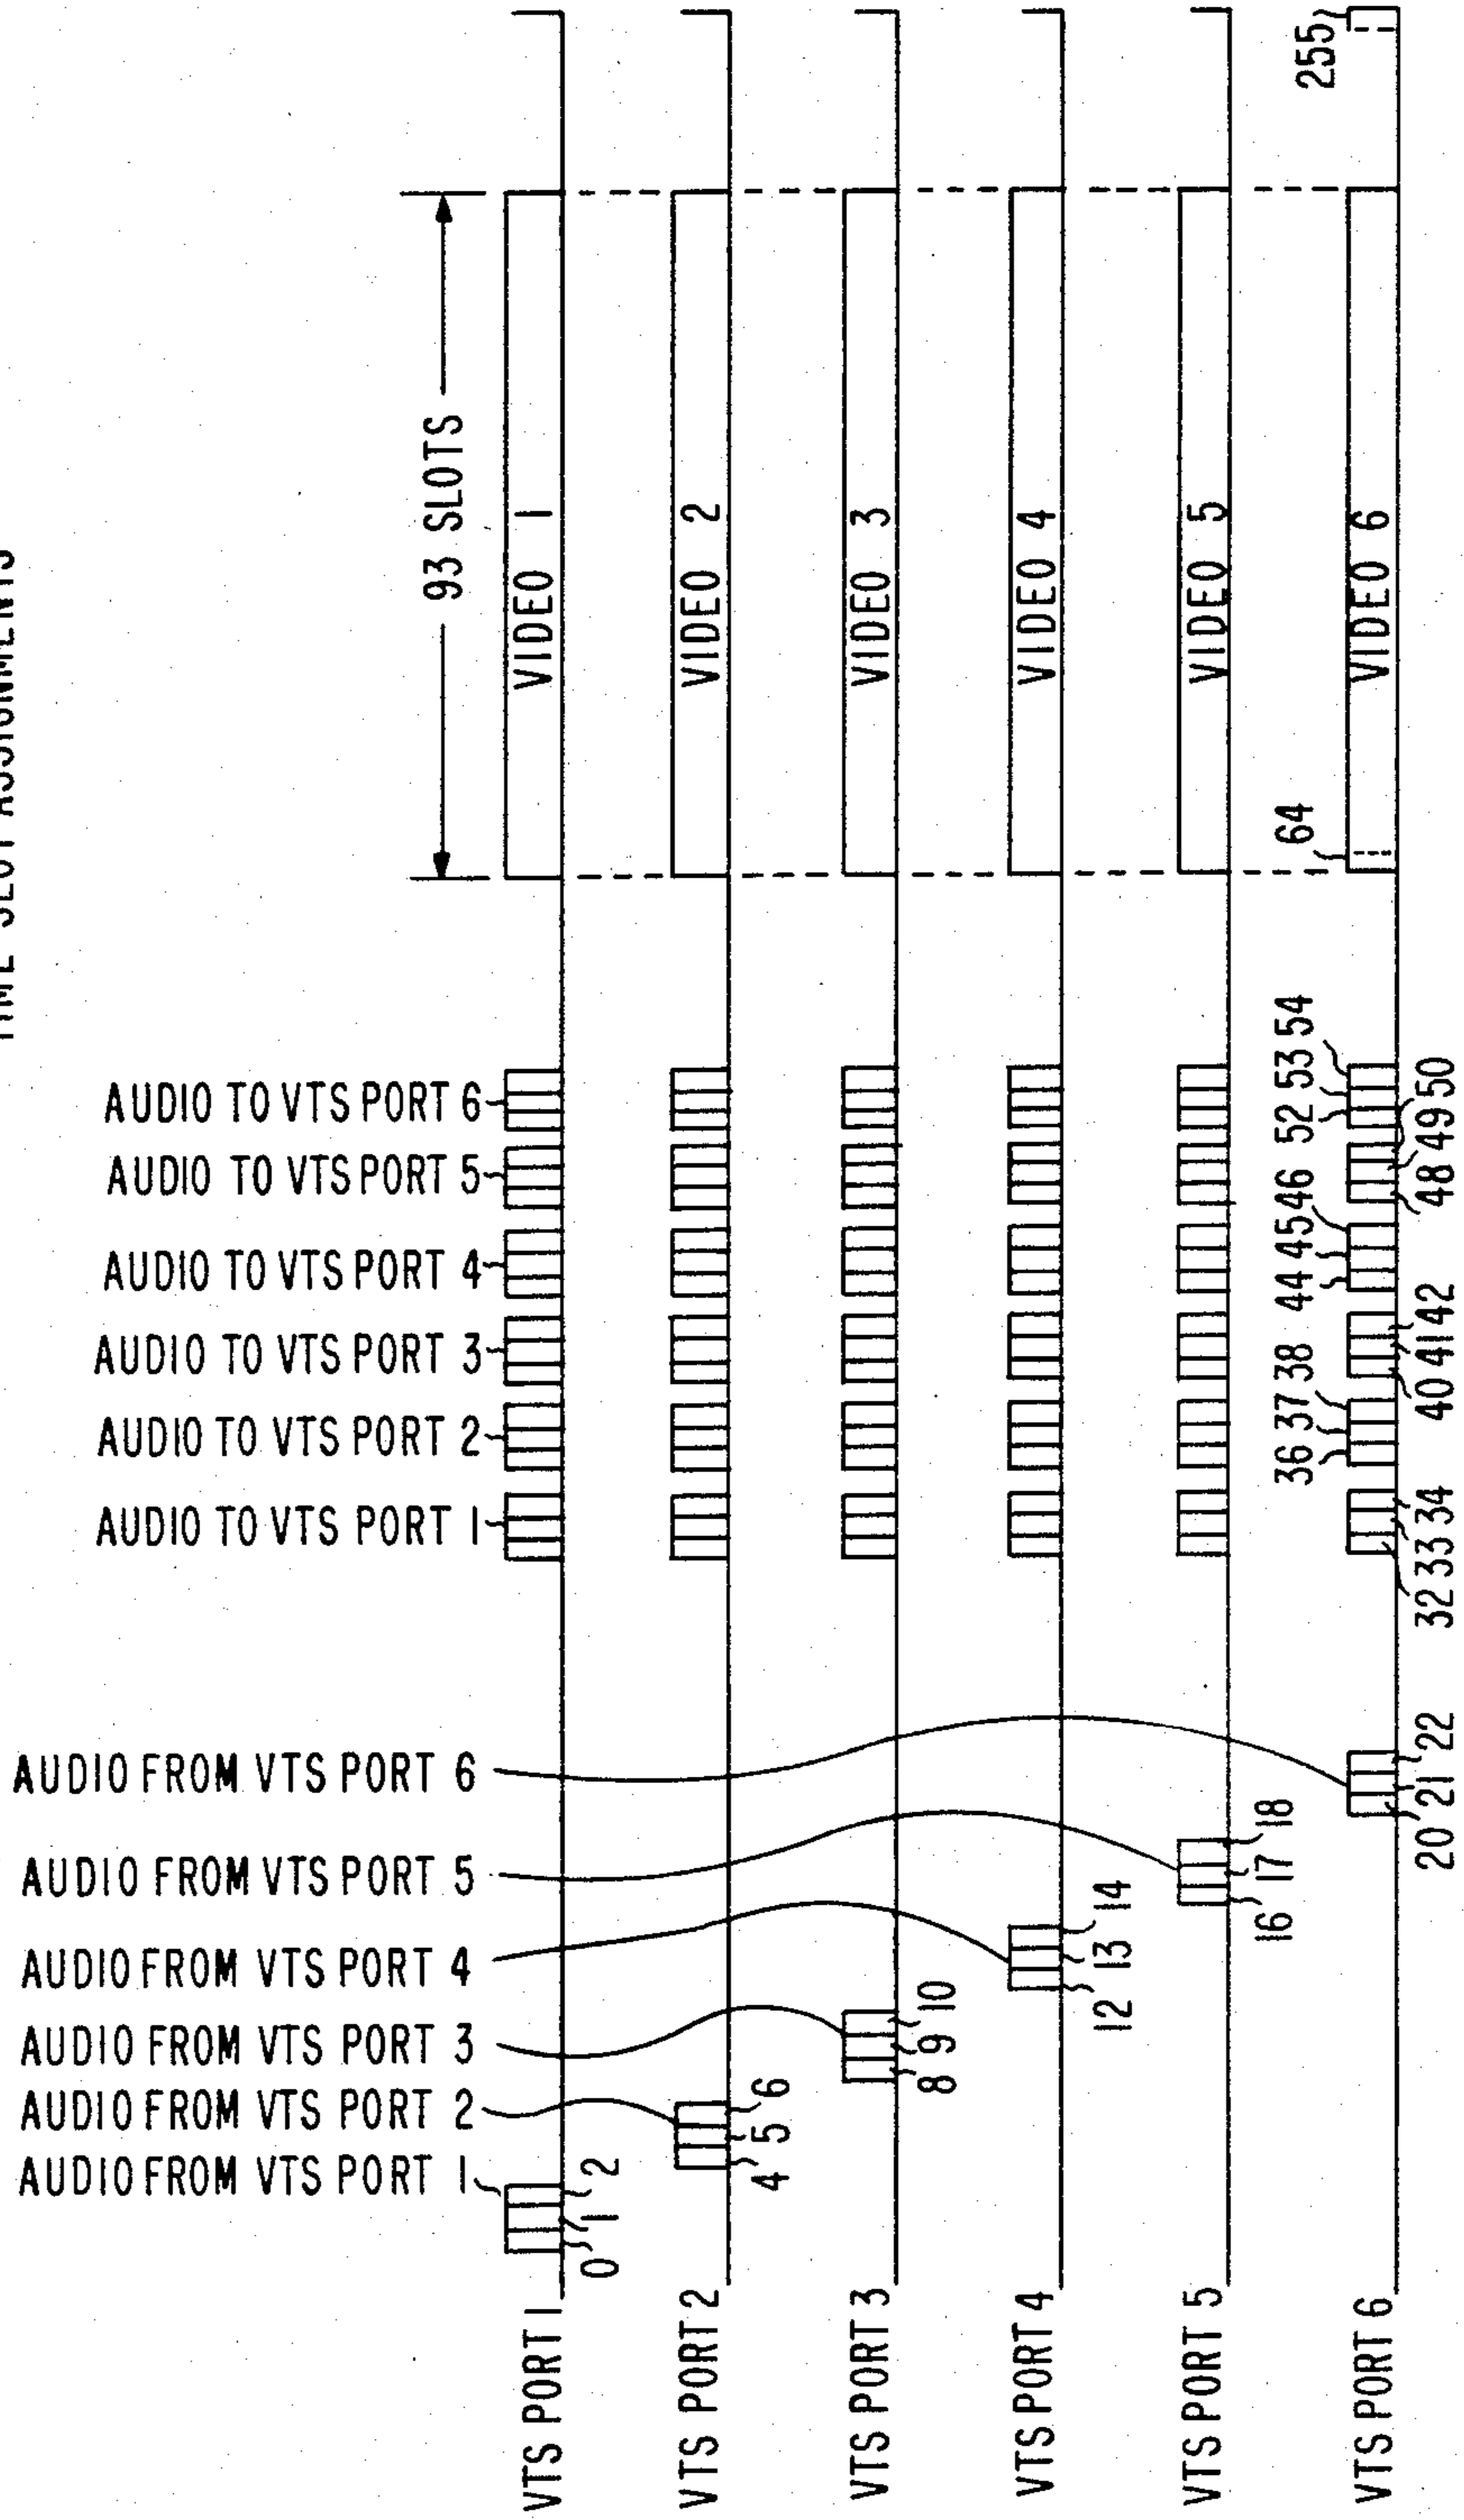 TIME SLOT ASSIGNMENTS
AUDIO FROM VTS PORT 6
AUDIO FROM VTS PORT 5
AUDIO FROM VTS PORT 4
AUDIO FROM VTS PORT 3
AUDIO FROM VTS PORT 2
AUDIO FROM VTS PORT 1
AUDIO TO VTS PORT 6
AUDIO TO VTS PORT 5
AUDIO TO VTS PORT 4
AUDIO TO VTS PORT 3
AUDIO TO VTS PORT 2
AUDIO TO VTS PORT 1
93 SLOTS
VTS PORT 1
VIDEO 1
0 1 2
VTS PORT 2
VIDEO 2
4 5 6
VTS PORT 3
VIDEO 3
8 9 10
VTS PORT 4
VIDEO 4
12 13 14
VTS PORT 5
VIDEO 5
16 17 18
36 37 38
44 45 46
52 53 54
64
255
VTS PORT 6
VIDEO 6
20 21 22
32 33 34
40 41 42
48 49 50